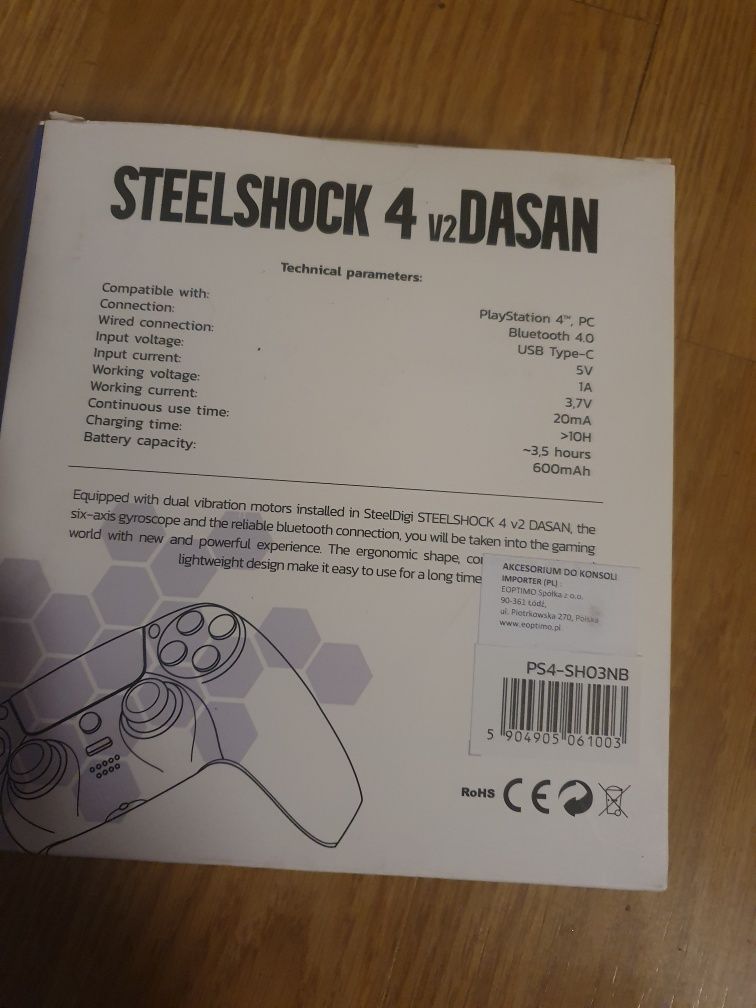 STEELSHOCK 4 V2 DASAN
Technical parameters:
Compatible with: PlayStation 4™, PC
Connection: Bluetooth 4.0
Wired connection: USB Type-C
Input voltage: 5V
Input current: 1A
Working voltage: 3,7V
Working current: 20mA
Continuous use time: >10H
Charging time: ~3,5 hours
Battery capacity: 600mAh
Equipped with dual vibration motors installed in SteelDigi STEELSHOCK 4 v2 DASAN, the
six-axis gyroscope and the reliable bluetooth connection, you will be taken into the gaming
world with new and powerful experience. The ergonomic shape,
lightweight design make it easy to use for a long time
AKCESORIUM DO KONSOLI
IMPORTER (PL) :
EOPTIMO Spółka z o.o.
90-361 Łódź,
ul. Piotrkowska 270, Polska
www.eoptimo.pl
PS4-SH03NB
5 904905 061003
RoHS CE